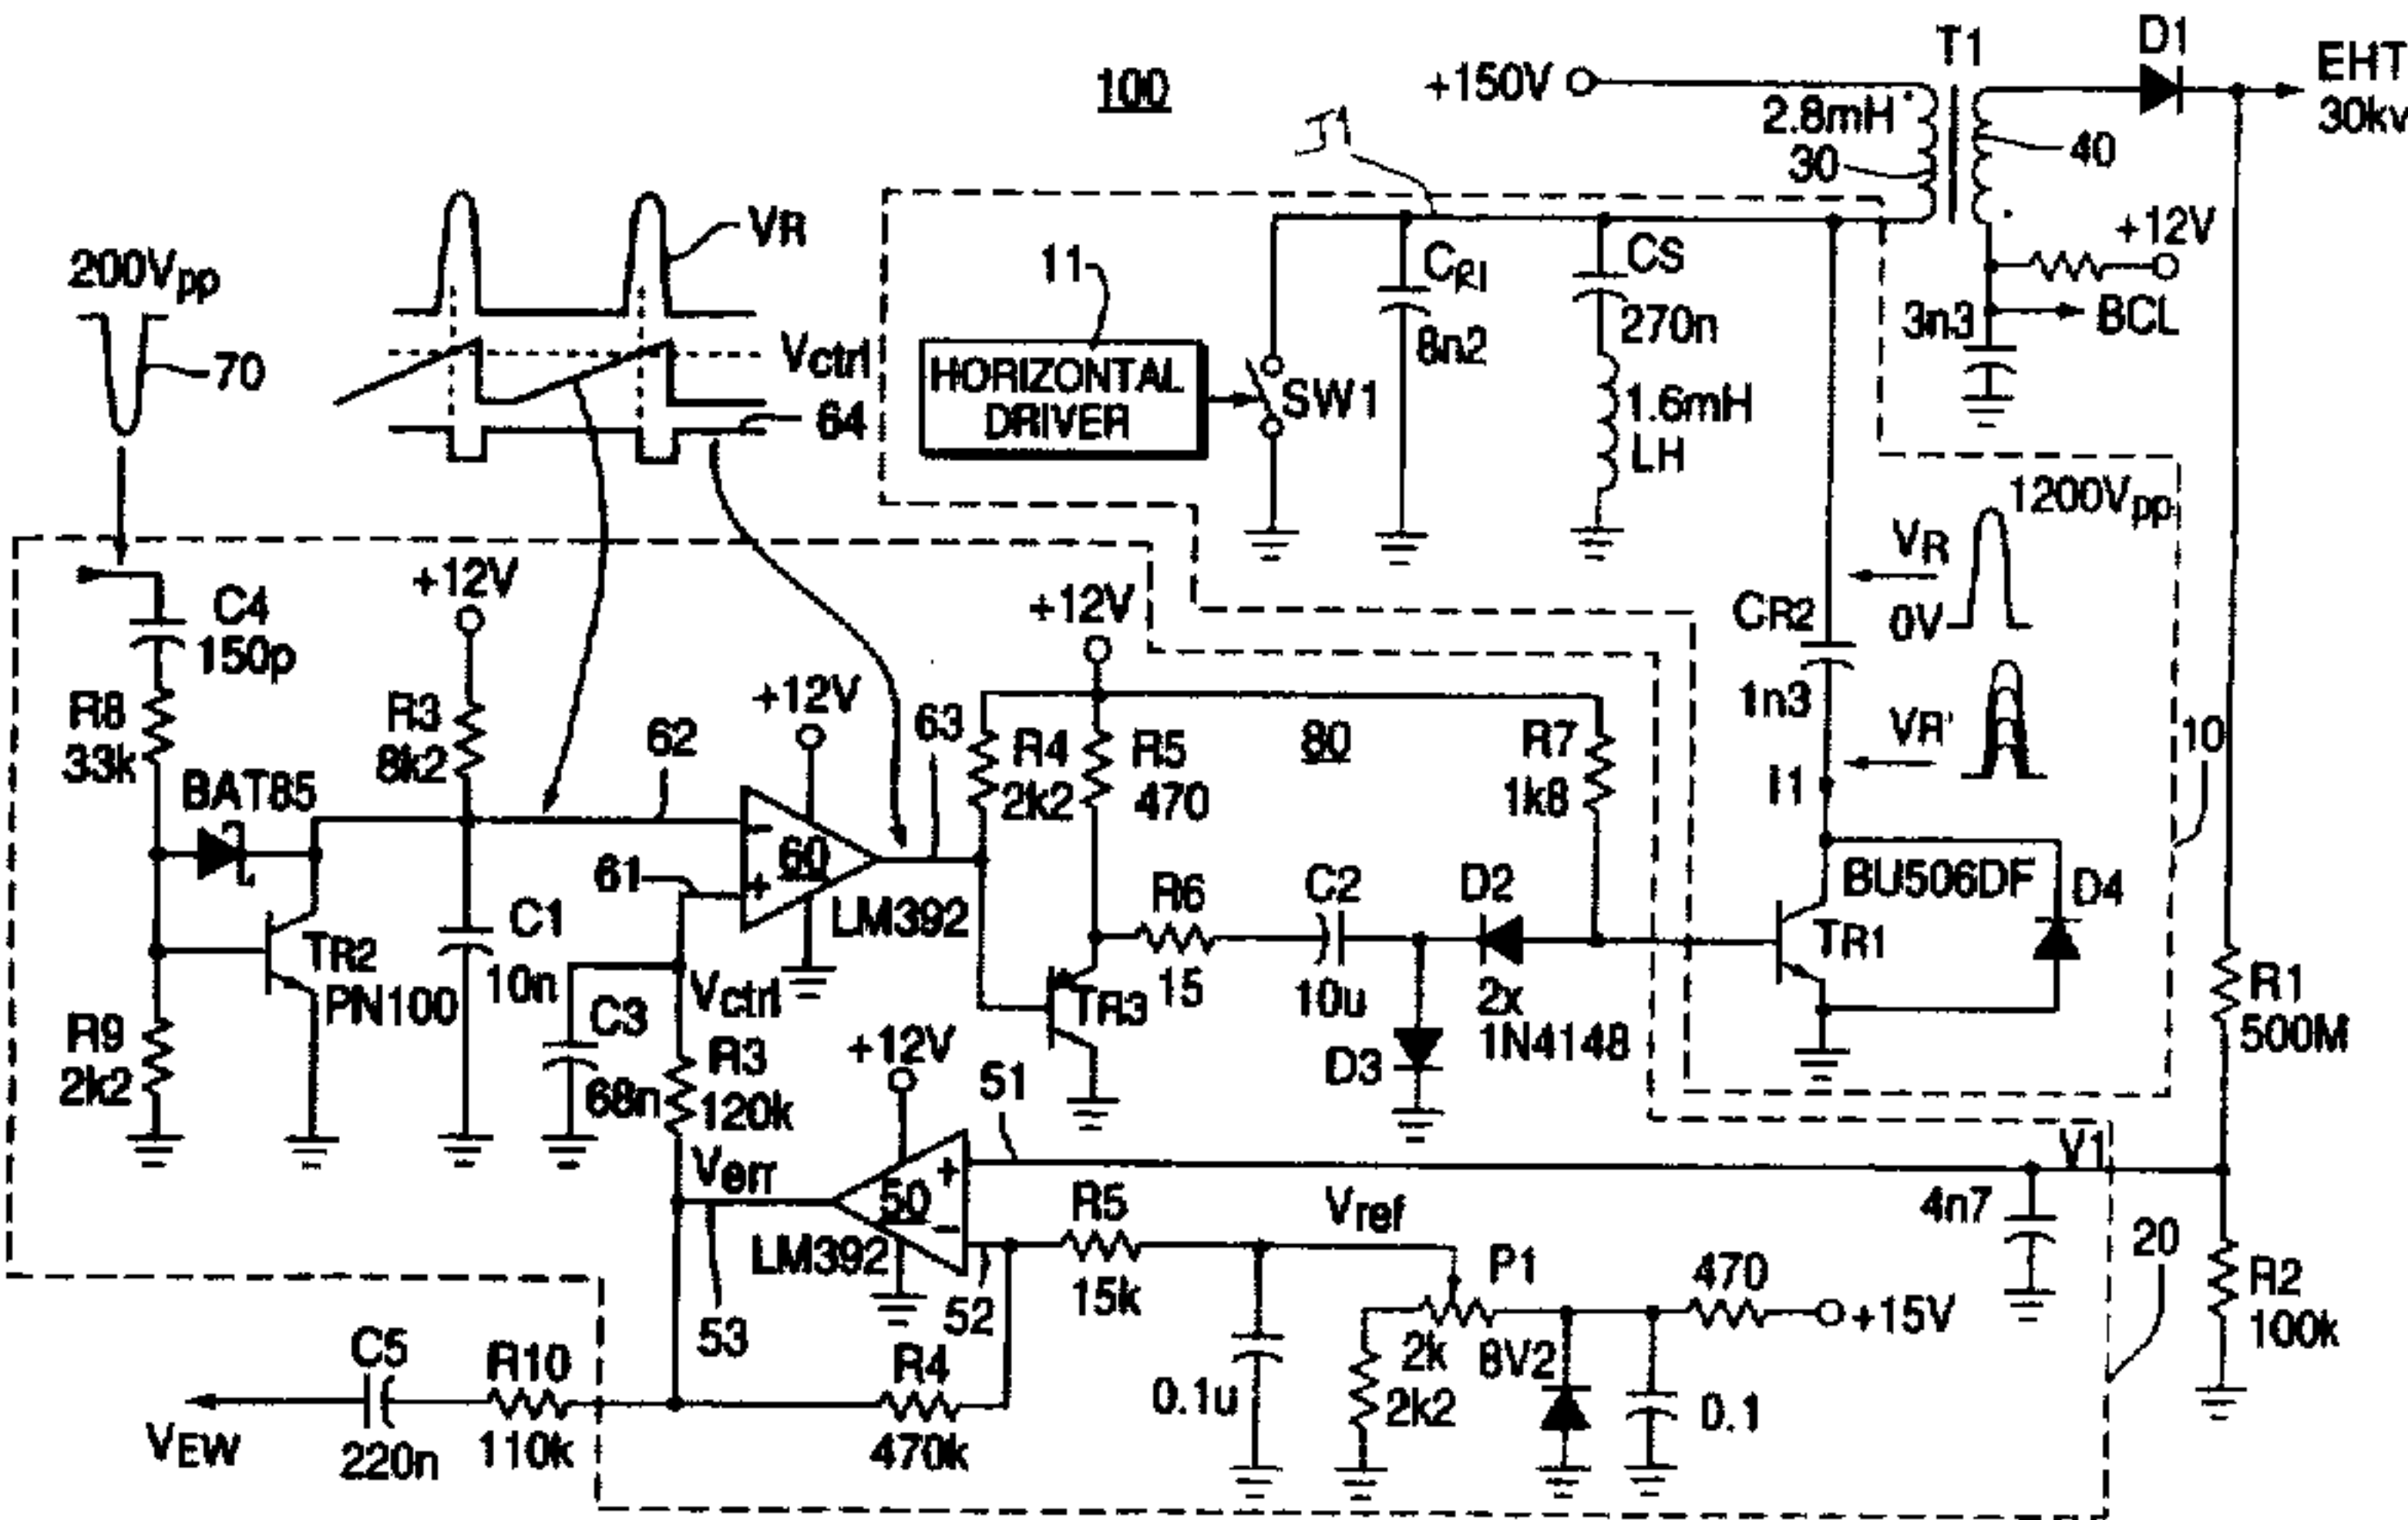 100
+150V
T1
D1
EHT
30kv
2.8mH
30
40
J1
+12V
BCL
3n3
VR
200Vpp
70
Vctrl
64
11
HORIZONTAL
DRIVER
SW1
CR1
8n2
CS
270n
1.6mH
LH
1200Vpp
VR
0V
CR2
1n3
VR'
I1
10
C4
150p
R8
33k
+12V
R3
8k2
BAT85
62
+12V
63
60
61
LM392
+12V
R4
2k2
R5
470
80
R7
1k8
TR2
PN100
C1
10n
R9
2k2
Vctrl
C3
68n
R3
120k
TR3
R6
15
C2
10u
D2
2x
1N4148
D3
BU506DF
TR1
D4
R1
500M
+12V
51
Verr
50
LM392
53
52
R5
15k
Vref
V1
4n7
20
R2
100k
P1
2k
2k2
8V2
470
+15V
0.1u
0.1
C5
220n
R10
110k
R4
470k
VEW